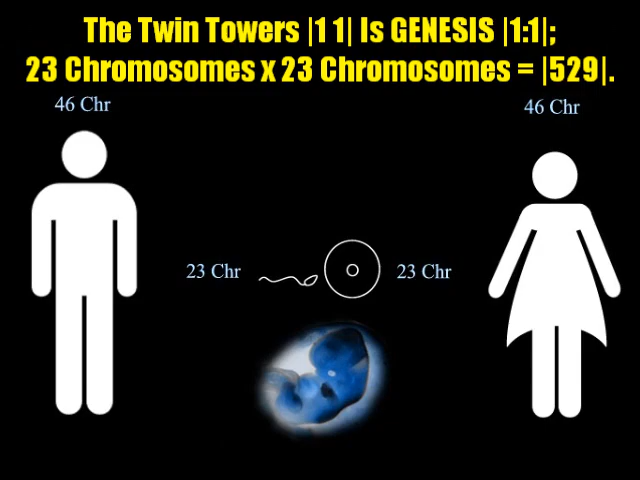 The Twin Towers |1 1| Is GENESIS |1:1|;
23 Chromosomes x 23 Chromosomes = |529|.
46 Chr
46 Chr
23 Chr
23 Chr